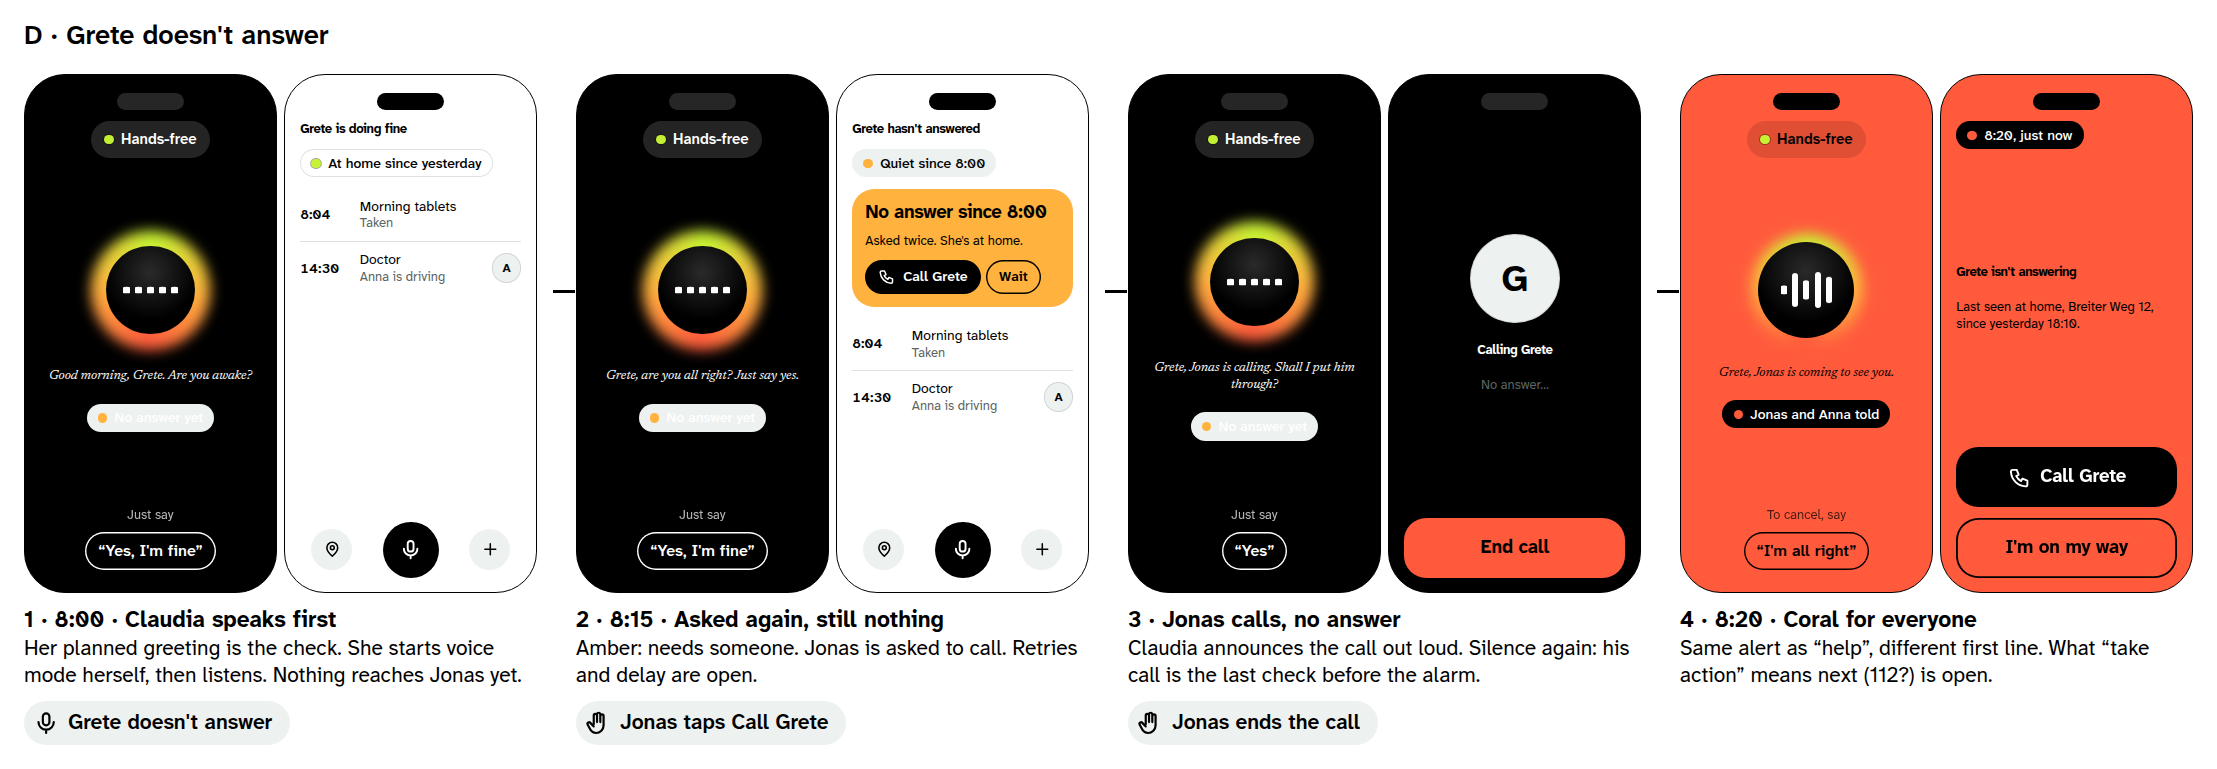 D · Grete doesn't answer
Hands-free
Good morning, Grete. Are you awake?
No answer yet
Just say
“Yes, I'm fine”
Grete is doing fine
At home since yesterday
8:04
Morning tablets
Taken
14:30
Doctor
Anna is driving
A
1 · 8:00 · Claudia speaks first
Her planned greeting is the check. She starts voice
mode herself, then listens. Nothing reaches Jonas yet.
Grete doesn't answer
Hands-free
Grete, are you all right? Just say yes.
No answer yet
Just say
“Yes, I'm fine”
Grete hasn't answered
Quiet since 8:00
No answer since 8:00
Asked twice. She's at home.
Call Grete
Wait
8:04
Morning tablets
Taken
14:30
Doctor
Anna is driving
A
2 · 8:15 · Asked again, still nothing
Amber: needs someone. Jonas is asked to call. Retries
and delay are open.
Jonas taps Call Grete
Hands-free
Grete, Jonas is calling. Shall I put him
through?
No answer yet
Just say
“Yes”
G
Calling Grete
No answer...
End call
3 · Jonas calls, no answer
Claudia announces the call out loud. Silence again: his
call is the last check before the alarm.
Jonas ends the call
Hands-free
Grete, Jonas is coming to see you.
Jonas and Anna told
To cancel, say
“I'm all right”
8:20, just now
Grete isn't answering
Last seen at home, Breiter Weg 12,
since yesterday 18:10.
Call Grete
I'm on my way
4 · 8:20 · Coral for everyone
Same alert as “help”, different first line. What “take
action” means next (112?) is open.